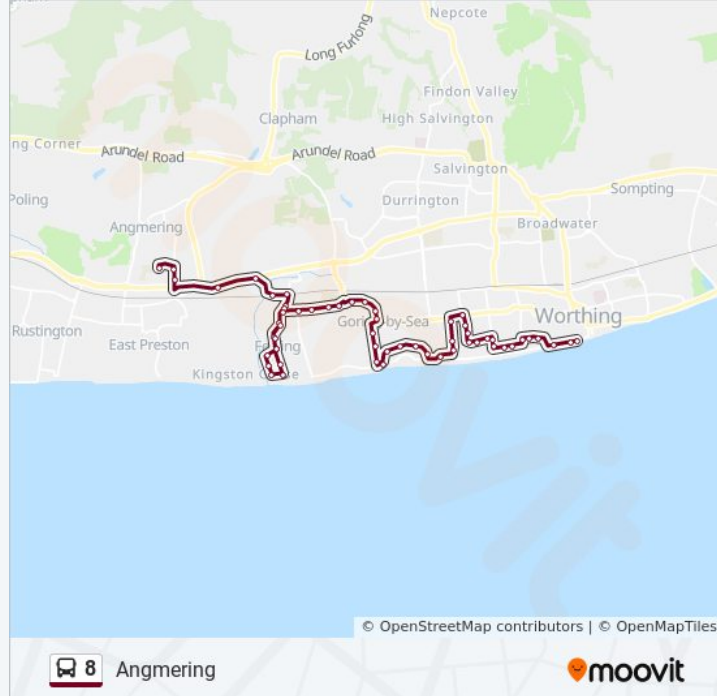 Nepcote
Long Furlong
Findon Valley
Clapham
High Salvington
ng Corner
Arundel Road
Arundel Road
Salvington
Poling
Durrington
Sompting
Angmering
Broadwater
Rustington
East Preston
Goring-by-Sea
Worthing
Kingston Gorse
moovit
© OpenStreetMap contributors | © OpenMapTiles
8 Angmering
moovit